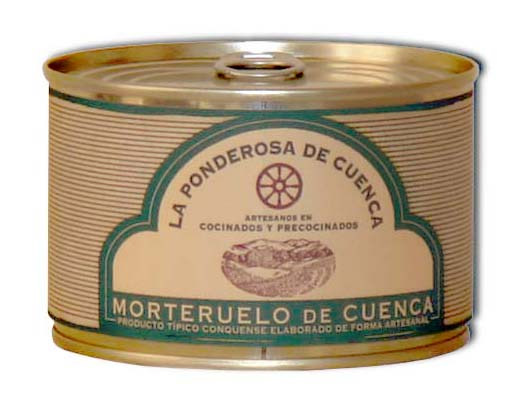 LA PONDEROSA DE CUENCA
ARTESANOS EN
COCINADOS Y PRECOCINADOS
MORTERUELO DE CUENCA
PRODUCTO TÍPICO CONQUENSE ELABORADO DE FORMA ARTESANAL